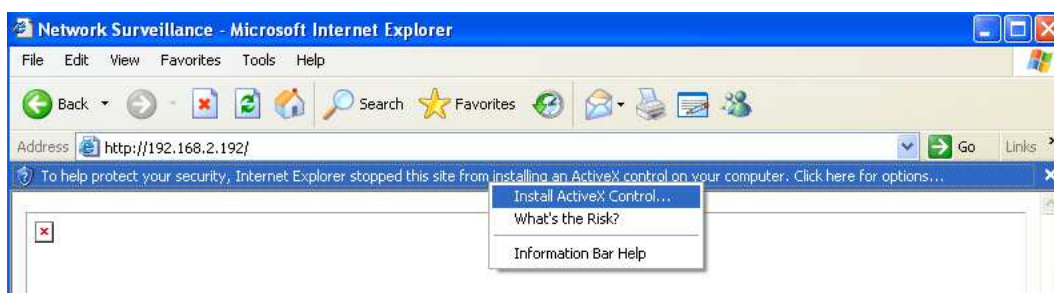 Network Surveillance - Microsoft Internet Explorer
File Edit View Favorites Tools Help
Back Search Favorites
Address http://192.168.2.192/ Go Links »
To help protect your security, Internet Explorer stopped this site from installing an ActiveX control on your computer. Click here for options...
Install ActiveX Control...
What's the Risk?
Information Bar Help